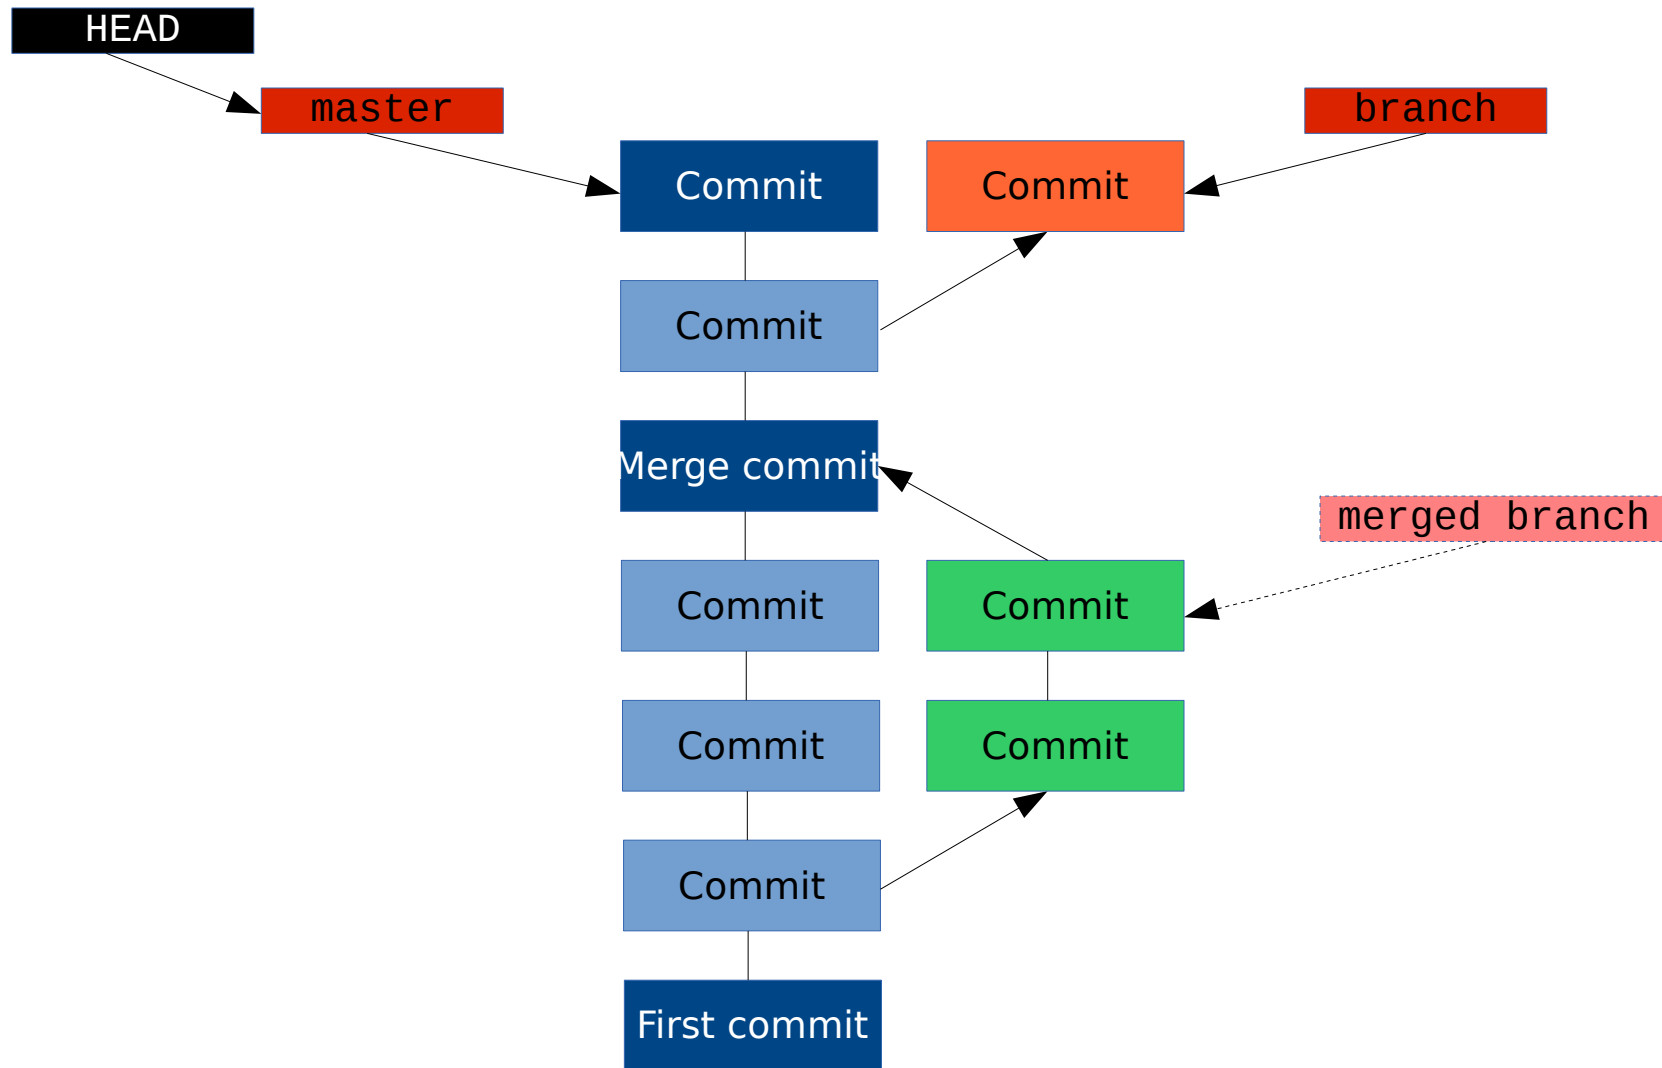 HEAD
master
branch
Commit
Commit
Commit
Merge commit
merged branch
Commit
Commit
Commit
Commit
Commit
First commit